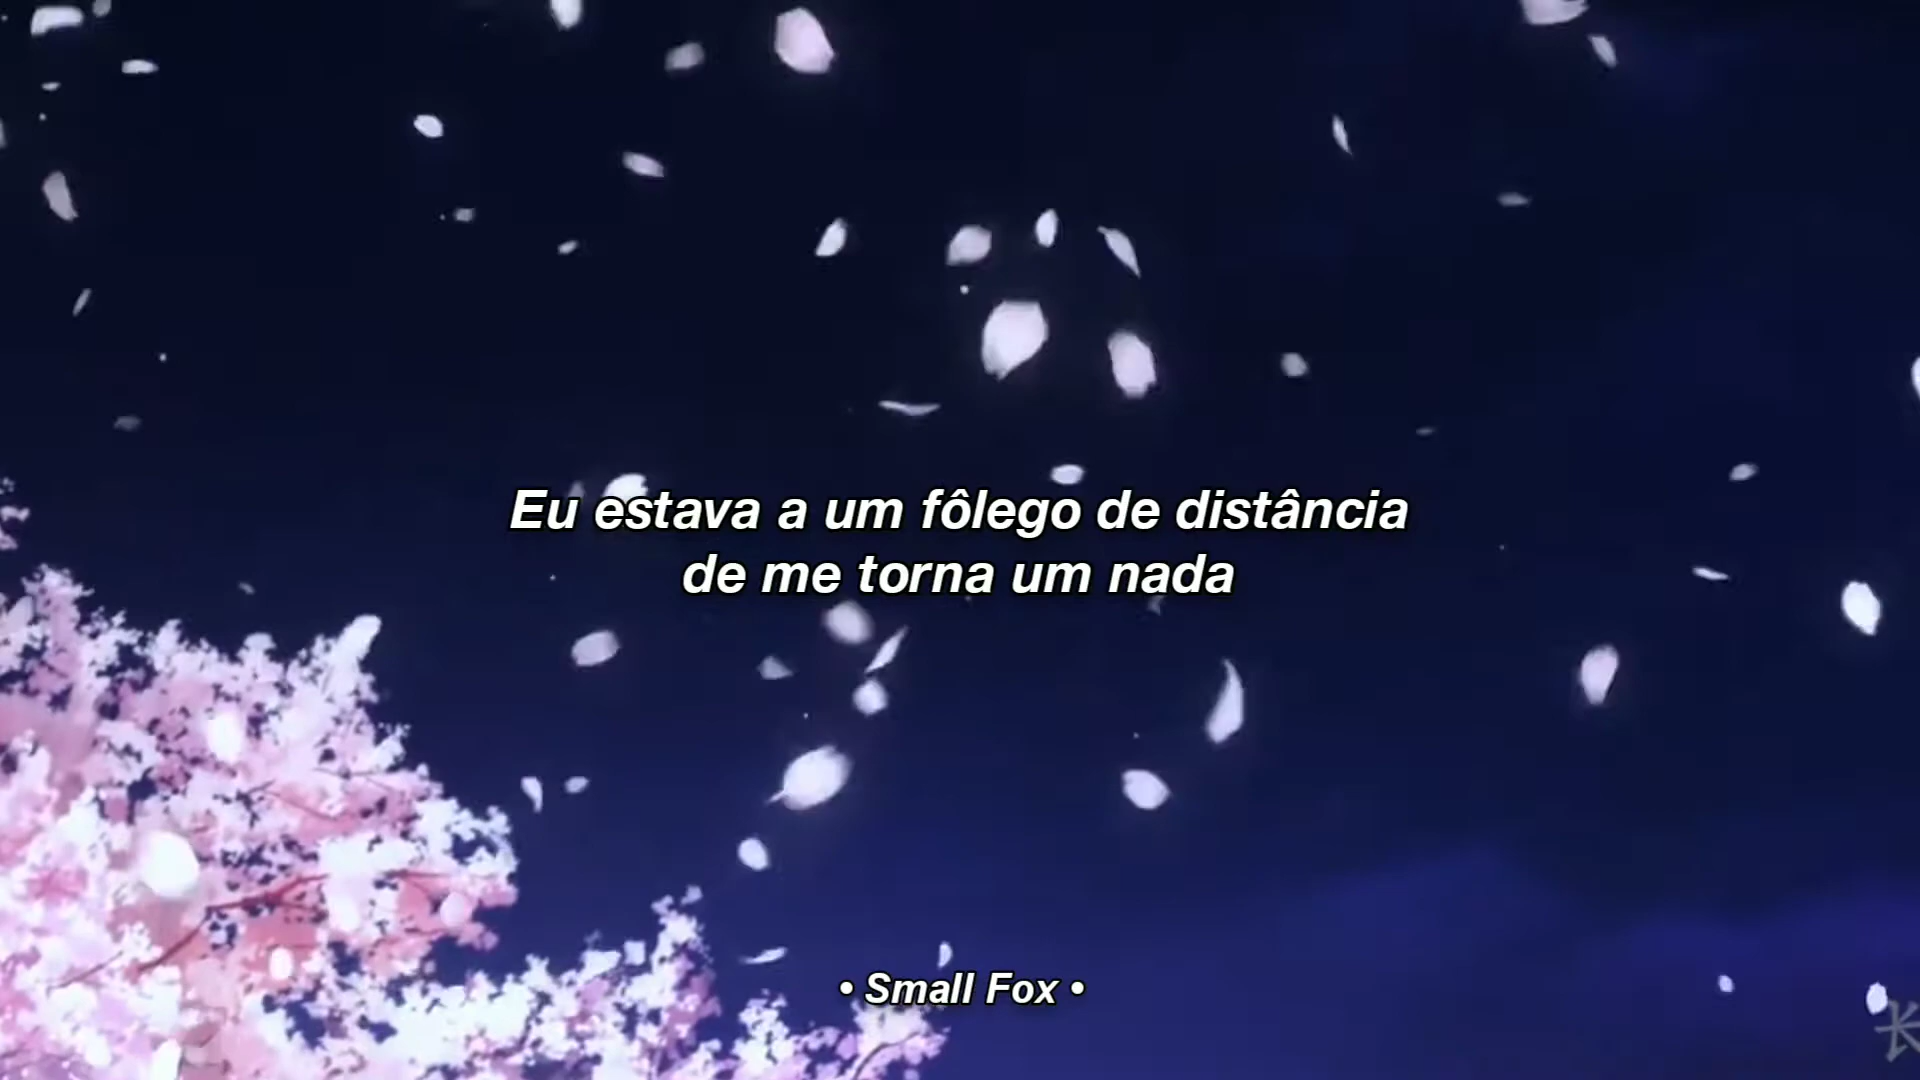 Eu estava a um fôlego de distância
de me torna um nada
• Small Fox •